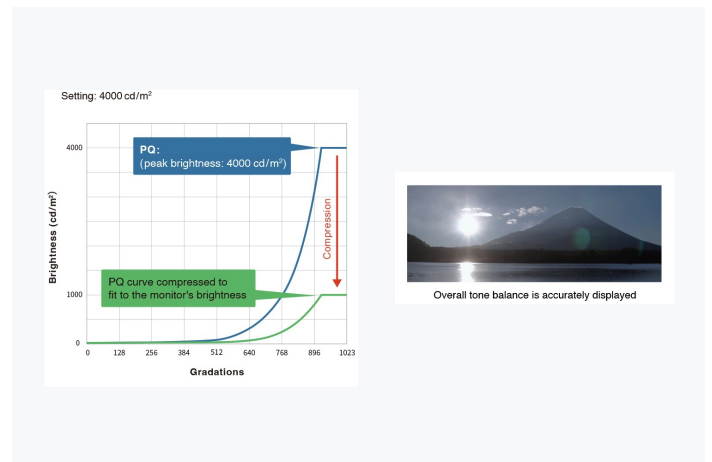 Setting: 4000 cd/m²
4000
PQ:
(peak brightness: 4000 cd/m²)
Brightness (cd/m²)
Compression
PQ curve compressed to
fit to the monitor's brightness
1000
0
0 128 256 384 512 640 768 896 1023
Gradations
Overall tone balance is accurately displayed